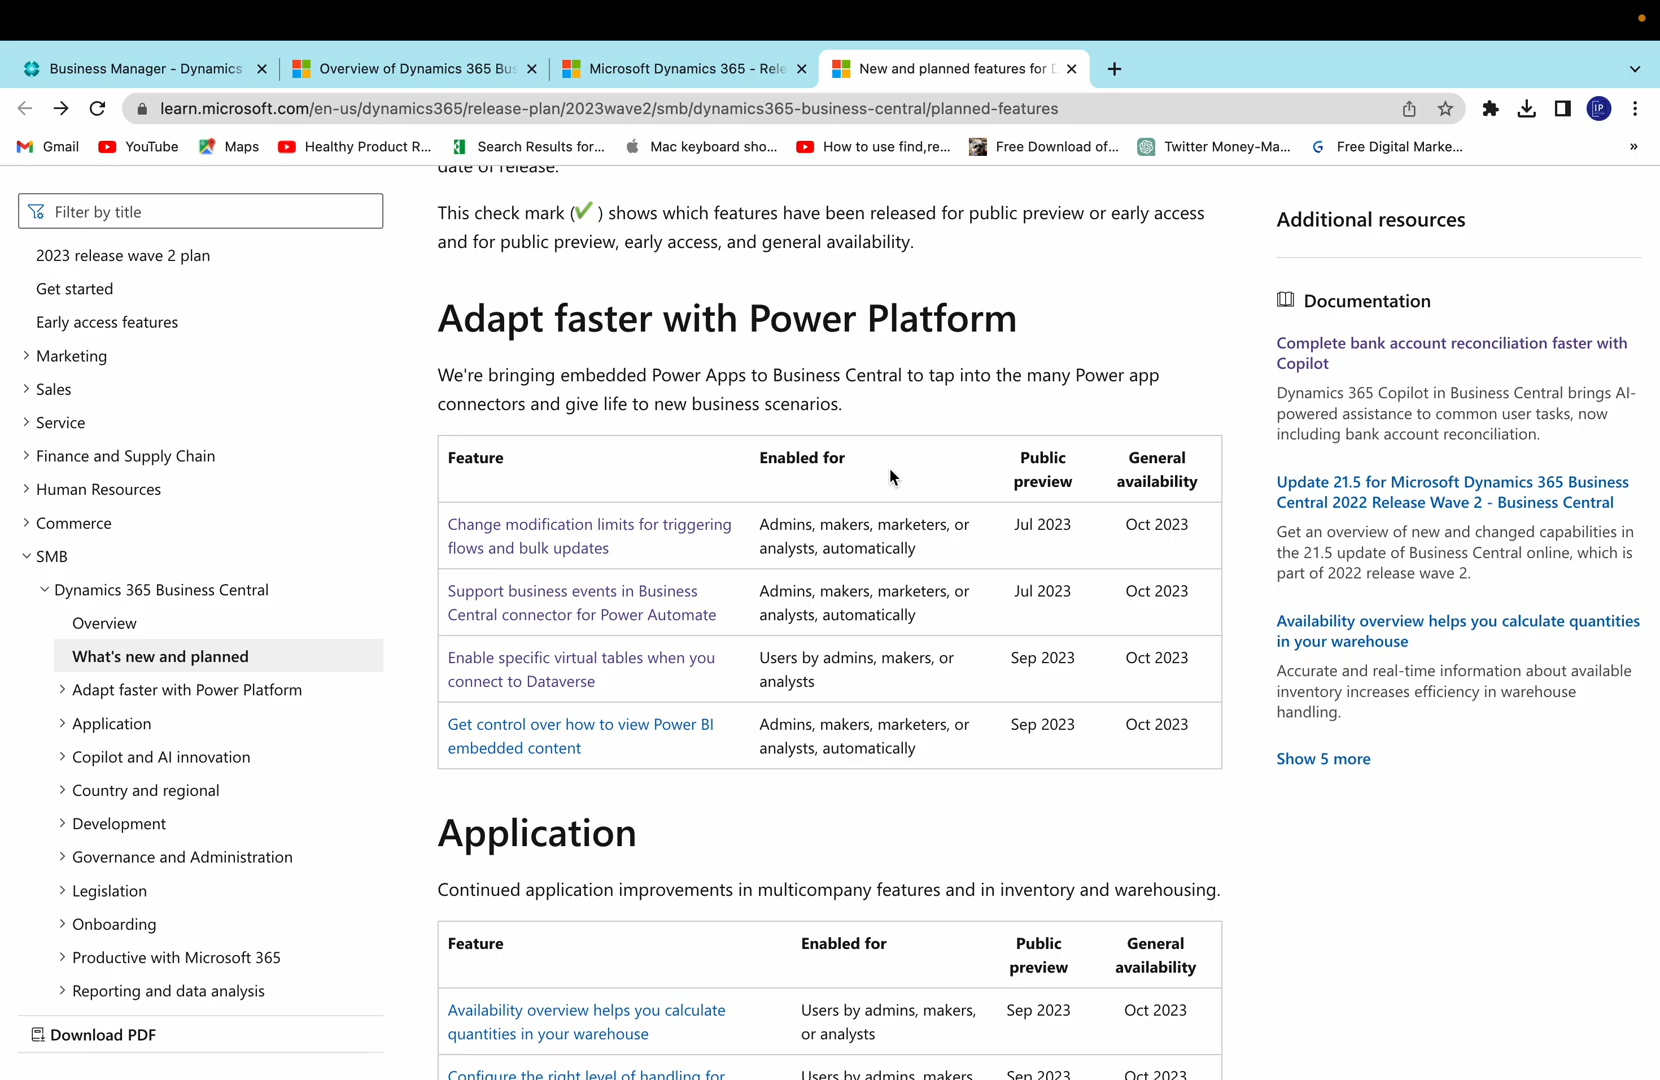 Business Manager - Dynamics
Overview of Dynamics 365 Bus
Microsoft Dynamics 365 - Rele
New and planned features for D
learn.microsoft.com/en-us/dynamics365/release-plan/2023wave2/smb/dynamics365-business-central/planned-features
IP
Gmail
YouTube
Maps
Healthy Product R...
Search Results for...
Mac keyboard sho...
How to use find,re...
Free Download of...
Twitter Money-Ma...
Free Digital Marke...
»
Filter by title
2023 release wave 2 plan
Get started
Early access features
Marketing
Sales
Service
Finance and Supply Chain
Human Resources
Commerce
SMB
Dynamics 365 Business Central
Overview
What's new and planned
Adapt faster with Power Platform
Application
Copilot and AI innovation
Country and regional
Development
Governance and Administration
Legislation
Onboarding
Productive with Microsoft 365
Reporting and data analysis
Download PDF
date of release.
This check mark (✅ ) shows which features have been released for public preview or early access
and for public preview, early access, and general availability.
Adapt faster with Power Platform
We're bringing embedded Power Apps to Business Central to tap into the many Power app
connectors and give life to new business scenarios.
Feature Enabled for Public General
preview availability
Change modification limits for triggering Admins, makers, marketers, or Jul 2023 Oct 2023
flows and bulk updates analysts, automatically
Support business events in Business Admins, makers, marketers, or Jul 2023 Oct 2023
Central connector for Power Automate analysts, automatically
Enable specific virtual tables when you Users by admins, makers, or Sep 2023 Oct 2023
connect to Dataverse analysts
Get control over how to view Power BI Admins, makers, marketers, or Sep 2023 Oct 2023
embedded content analysts, automatically
Application
Continued application improvements in multicompany features and in inventory and warehousing.
Feature Enabled for Public General
preview availability
Availability overview helps you calculate Users by admins, makers, Sep 2023 Oct 2023
quantities in your warehouse or analysts
Configure the right level of handling for Users by admins, makers, Sep 2023 Oct 2023
Additional resources
Documentation
Complete bank account reconciliation faster with
Copilot
Dynamics 365 Copilot in Business Central brings AI-
powered assistance to common user tasks, now
including bank account reconciliation.
Update 21.5 for Microsoft Dynamics 365 Business
Central 2022 Release Wave 2 - Business Central
Get an overview of new and changed capabilities in
the 21.5 update of Business Central online, which is
part of 2022 release wave 2.
Availability overview helps you calculate quantities
in your warehouse
Accurate and real-time information about available
inventory increases efficiency in warehouse
handling.
Show 5 more